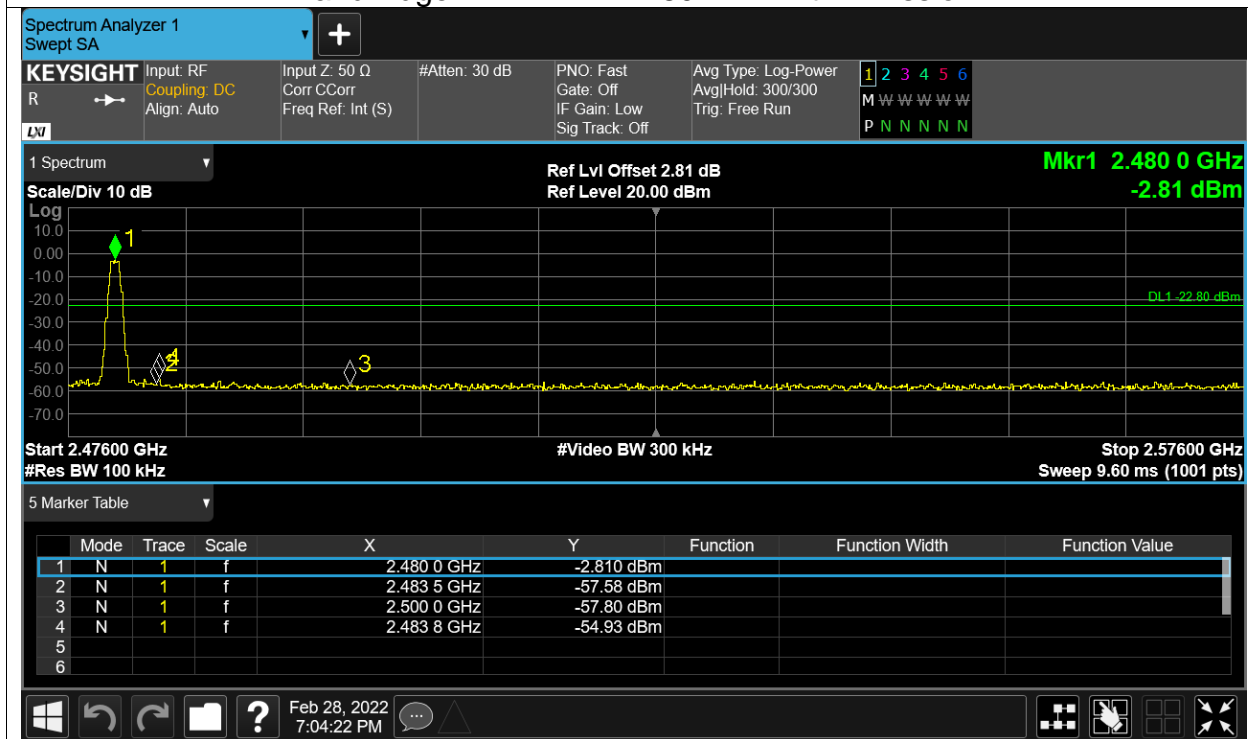 Spectrum Analyzer 1
Swept SA
KEYSIGHT Input: RF Input Z: 50 Ω #Atten: 30 dB PNO: Fast Avg Type: Log-Power 1 2 3 4 5 6
R Coupling: DC Corr CCorr Gate: Off Avg|Hold: 300/300 M W W W W W
Align: Auto Freq Ref: Int (S) IF Gain: Low Trig: Free Run
LXI Sig Track: Off P N N N N N
1 Spectrum Ref Lvl Offset 2.81 dB Mkr1 2.480 0 GHz
Scale/Div 10 dB Ref Level 20.00 dBm -2.81 dBm
Log
10.0 1
0.00
-10.0
-20.0 DL1 -22.80 dBm
-30.0
-40.0
-50.0 2 3
-60.0
-70.0
Start 2.47600 GHz #Video BW 300 kHz Stop 2.57600 GHz
#Res BW 100 kHz Sweep 9.60 ms (1001 pts)
5 Marker Table
Mode Trace Scale X Y Function Function Width Function Value
1 N 1 f 2.480 0 GHz -2.810 dBm
2 N 1 f 2.483 5 GHz -57.58 dBm
3 N 1 f 2.500 0 GHz -57.80 dBm
4 N 1 f 2.483 8 GHz -54.93 dBm
5
6
? Feb 28, 2022
7:04:22 PM